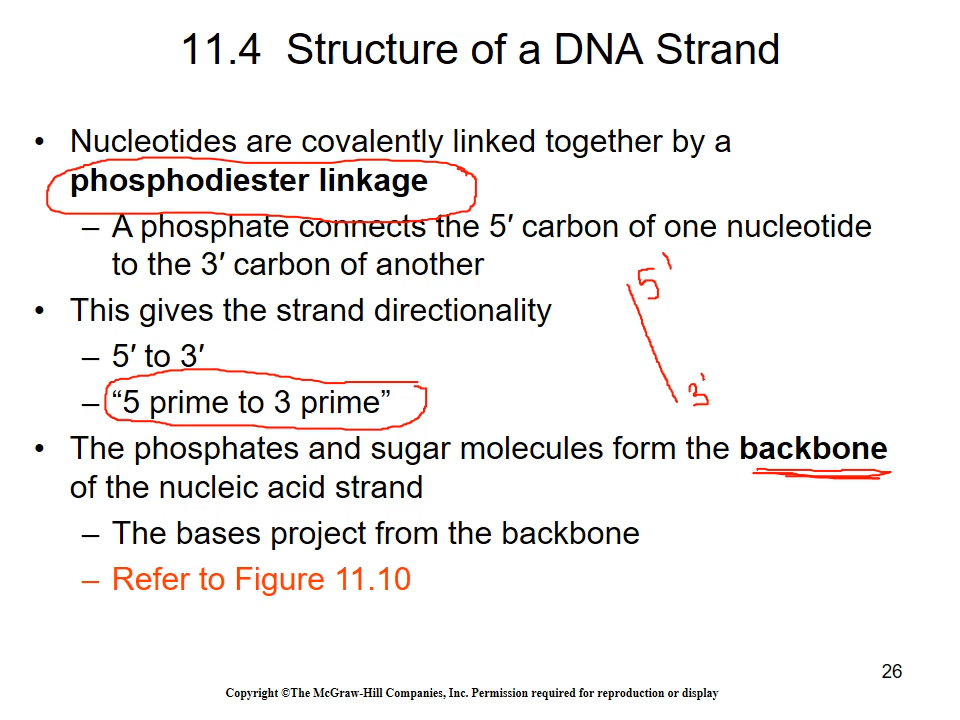 11.4 Structure of a DNA Strand
• Nucleotides are covalently linked together by a
phosphodiester linkage
– A phosphate connects the 5′ carbon of one nucleotide
to the 3′ carbon of another
5'
• This gives the strand directionality
– 5′ to 3′
3'
– “5 prime to 3 prime”
• The phosphates and sugar molecules form the backbone
of the nucleic acid strand
– The bases project from the backbone
– Refer to Figure 11.10
26
Copyright ©The McGraw-Hill Companies, Inc. Permission required for reproduction or display